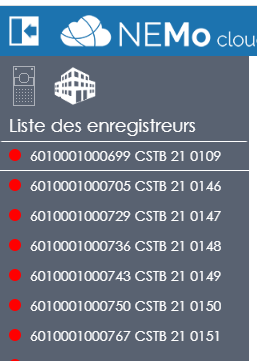 NEMo clou
Liste des enregistreurs
6010001000699 CSTB 21 0109
6010001000705 CSTB 21 0146
6010001000729 CSTB 21 0147
6010001000736 CSTB 21 0148
6010001000743 CSTB 21 0149
6010001000750 CSTB 21 0150
6010001000767 CSTB 21 0151